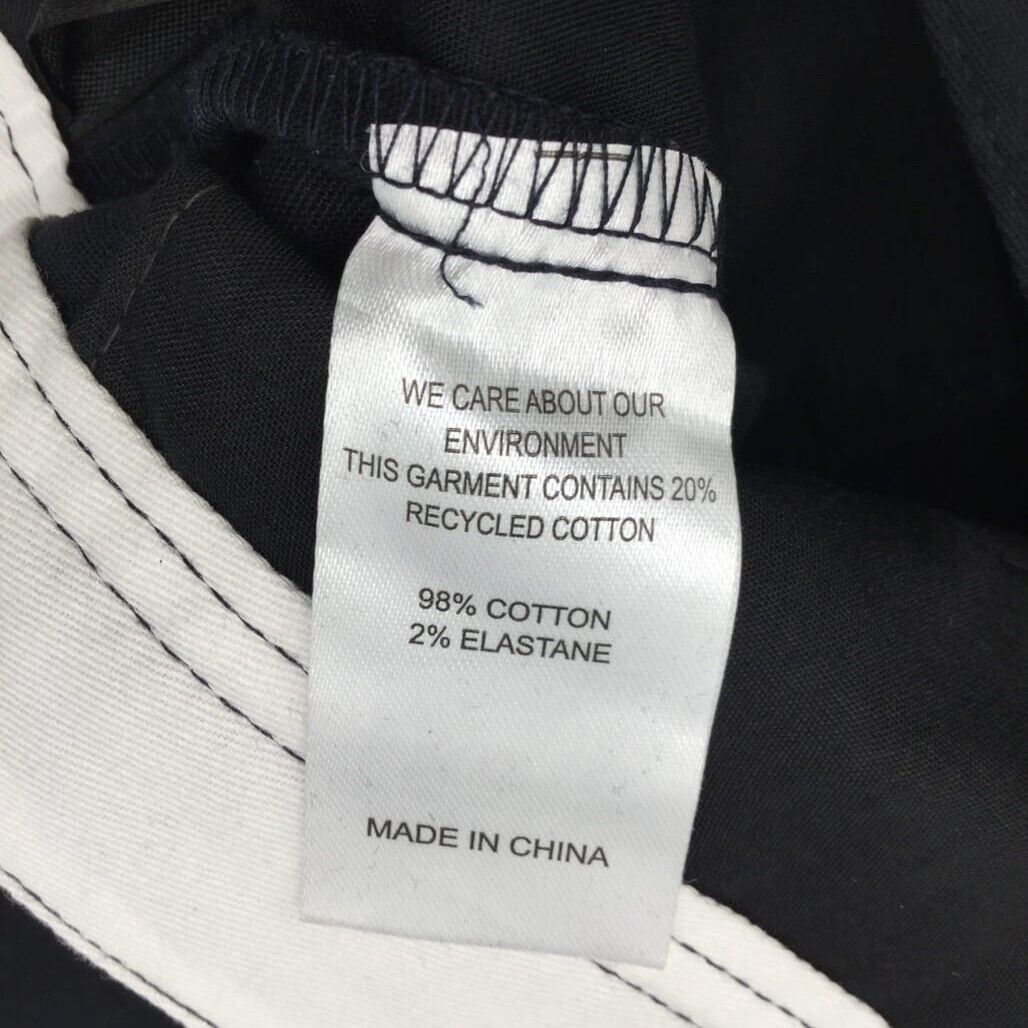 WE CARE ABOUT OUR
ENVIRONMENT
THIS GARMENT CONTAINS 20%
RECYCLED COTTON
98% COTTON
2% ELASTANE
MADE IN CHINA